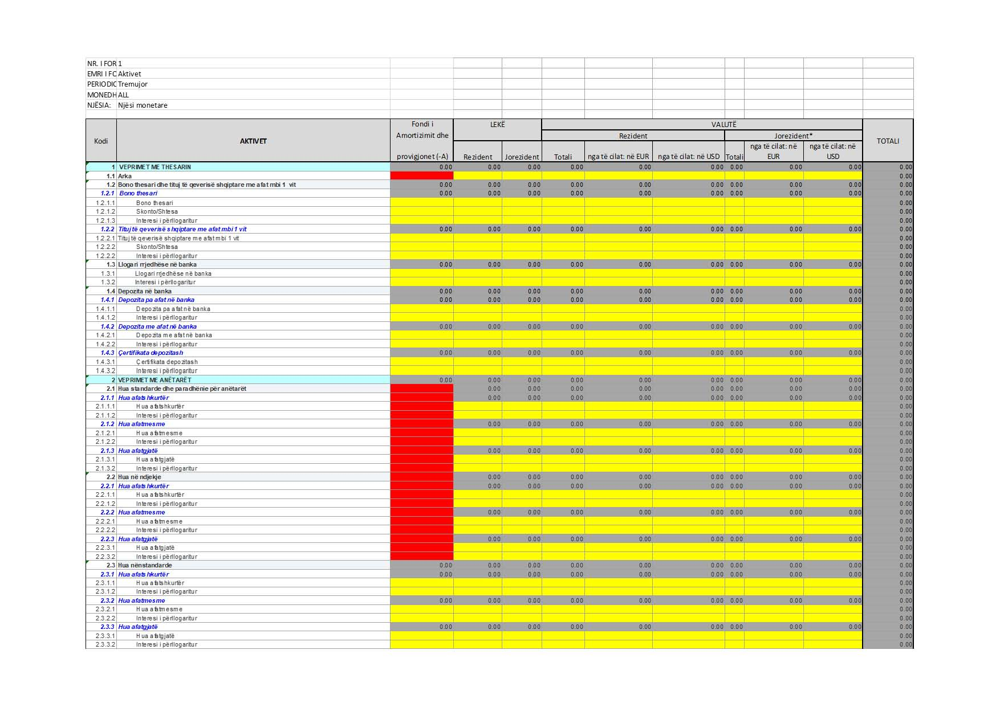 NR. I FOR 1
EMRI I FO Aktivet
PERIODIC Tremujor
MONEDH ALL
NJËSIA: Njësi monetare
Kodi AKTIVET Fondi i Amortizimit dhe provigjonet (-A) LEKË VALUTË TOTALI
Rezident Jorezident*
Rezident Jorezident Totali nga të cilat: në EUR nga të cilat: në USD Totali nga të cilat: në EUR nga të cilat: në USD
1 VEPRIMET ME THESARIN 0.00 0.00 0.00 0.00 0.00 0.00 0.00 0.00 0.00 0.00
1.1 Arka 0.00
1.2 Bono thesari dhe tituj të qeverisë shqiptare me afat mbi 1 vit 0.00 0.00 0.00 0.00 0.00 0.00 0.00 0.00 0.00 0.00
1.2.1 Bono thesari 0.00 0.00 0.00 0.00 0.00 0.00 0.00 0.00 0.00 0.00
1.2.1.1 Bono thesari 0.00
1.2.1.2 Skonto/Shtesa 0.00
1.2.1.3 Interesi i përllogaritur 0.00
1.2.2 Tituj të qeverisë shqiptare me afat mbi 1 vit 0.00 0.00 0.00 0.00 0.00 0.00 0.00 0.00 0.00 0.00
1.2.2.1 Tituj të qeverisë shqiptare me afat mbi 1 vit 0.00
1.2.2.2 Skonto/Shtesa 0.00
1.2.2.2 Interesi i përllogaritur 0.00
1.3 Llogari rrjedhëse në banka 0.00 0.00 0.00 0.00 0.00 0.00 0.00 0.00 0.00 0.00
1.3.1 Llogari rrjedhëse në banka 0.00
1.3.2 Interesi i përllogaritur 0.00
1.4 Depozita në banka 0.00 0.00 0.00 0.00 0.00 0.00 0.00 0.00 0.00 0.00
1.4.1 Depozita pa afat në banka 0.00 0.00 0.00 0.00 0.00 0.00 0.00 0.00 0.00 0.00
1.4.1.1 Depozita pa afat në banka 0.00
1.4.1.2 Interesi i përllogaritur 0.00
1.4.2 Depozita me afat në banka 0.00 0.00 0.00 0.00 0.00 0.00 0.00 0.00 0.00 0.00
1.4.2.1 Depozita me afat në banka 0.00
1.4.2.2 Interesi i përllogaritur 0.00
1.4.3 Çertifikata depozitash 0.00 0.00 0.00 0.00 0.00 0.00 0.00 0.00 0.00 0.00
1.4.3.1 Çertifikata depozitash 0.00
1.4.3.2 Interesi i përllogaritur 0.00
2 VEPRIMET ME ANËTARËT 0.00 0.00 0.00 0.00 0.00 0.00 0.00 0.00 0.00 0.00
2.1 Hua standarde dhe paradhënie për anëtarët 0.00 0.00 0.00 0.00 0.00 0.00 0.00 0.00 0.00
2.1.1 Hua afatshkurtër 0.00 0.00 0.00 0.00 0.00 0.00 0.00 0.00 0.00
2.1.1.1 Hua afatshkurtër 0.00
2.1.1.2 Interesi i përllogaritur 0.00
2.1.2 Hua afatmesme 0.00 0.00 0.00 0.00 0.00 0.00 0.00 0.00 0.00
2.1.2.1 Hua afatmesme 0.00
2.1.2.2 Interesi i përllogaritur 0.00
2.1.3 Hua afatgjatë 0.00 0.00 0.00 0.00 0.00 0.00 0.00 0.00 0.00
2.1.3.1 Hua afatgjatë 0.00
2.1.3.2 Interesi i përllogaritur 0.00
2.2 Hua në ndjekje 0.00 0.00 0.00 0.00 0.00 0.00 0.00 0.00 0.00
2.2.1 Hua afatshkurtër 0.00 0.00 0.00 0.00 0.00 0.00 0.00 0.00 0.00
2.2.1.1 Hua afatshkurtër 0.00
2.2.1.2 Interesi i përllogaritur 0.00
2.2.2 Hua afatmesme 0.00 0.00 0.00 0.00 0.00 0.00 0.00 0.00 0.00
2.2.2.1 Hua afatmesme 0.00
2.2.2.2 Interesi i përllogaritur 0.00
2.2.3 Hua afatgjatë 0.00 0.00 0.00 0.00 0.00 0.00 0.00 0.00 0.00
2.2.3.1 Hua afatgjatë 0.00
2.2.3.2 Interesi i përllogaritur 0.00
2.3 Hua nënstandarde 0.00 0.00 0.00 0.00 0.00 0.00 0.00 0.00 0.00 0.00
2.3.1 Hua afatshkurtër 0.00 0.00 0.00 0.00 0.00 0.00 0.00 0.00 0.00 0.00
2.3.1.1 Hua afatshkurtër 0.00
2.3.1.2 Interesi i përllogaritur 0.00
2.3.2 Hua afatmesme 0.00 0.00 0.00 0.00 0.00 0.00 0.00 0.00 0.00 0.00
2.3.2.1 Hua afatmesme 0.00
2.3.2.2 Interesi i përllogaritur 0.00
2.3.3 Hua afatgjatë 0.00 0.00 0.00 0.00 0.00 0.00 0.00 0.00 0.00 0.00
2.3.3.1 Hua afatgjatë 0.00
2.3.3.2 Interesi i përllogaritur 0.00